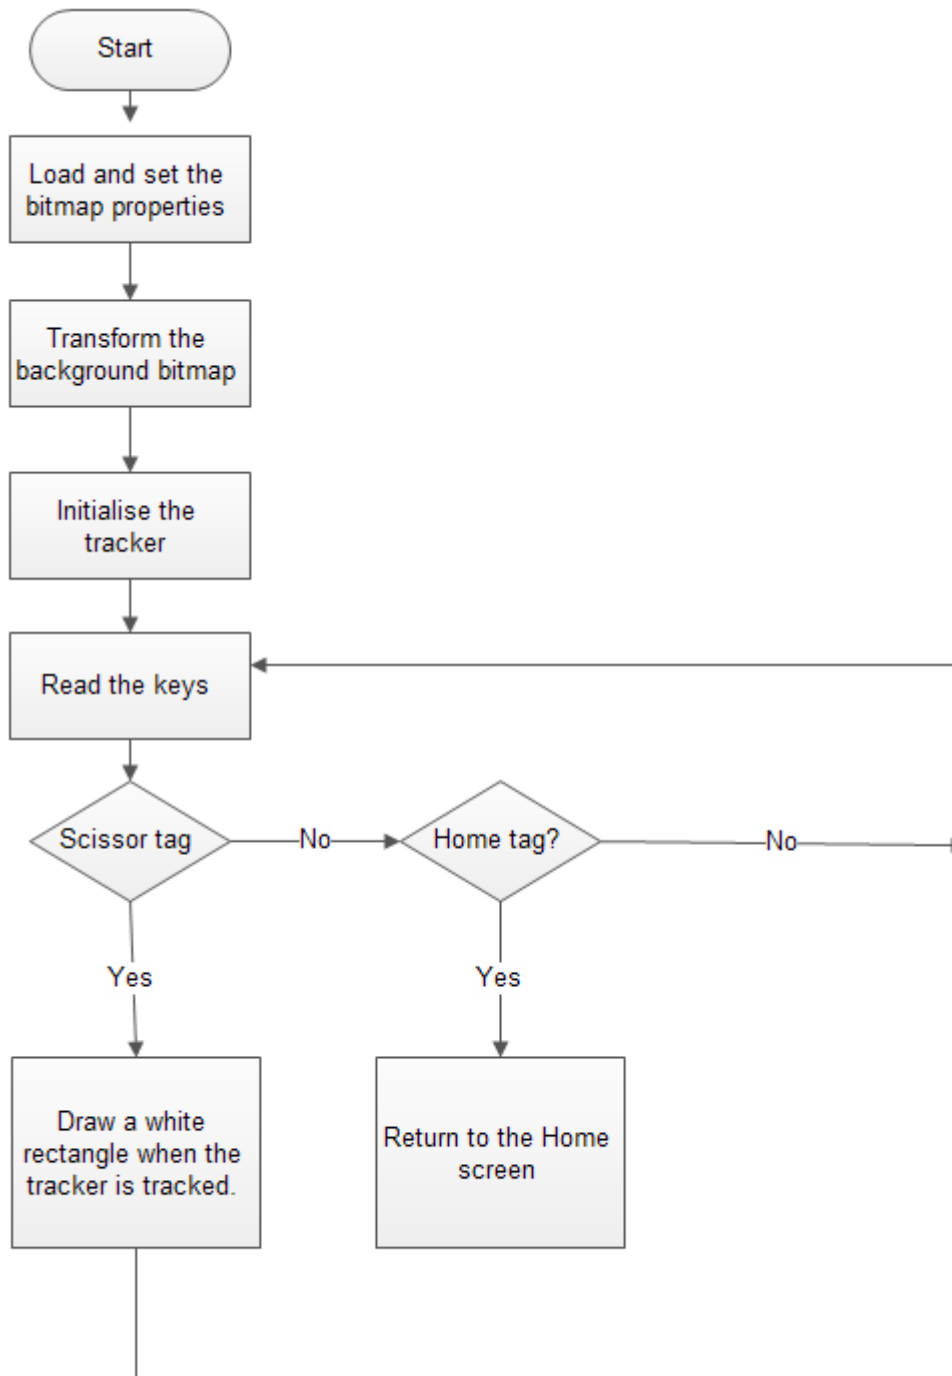 Start
Load and set the
bitmap properties
Transform the
background bitmap
Initialise the
tracker
Read the keys
Scissor tag
No
Home tag?
No
Yes
Yes
Draw a white
rectangle when the
tracker is tracked.
Return to the Home
screen